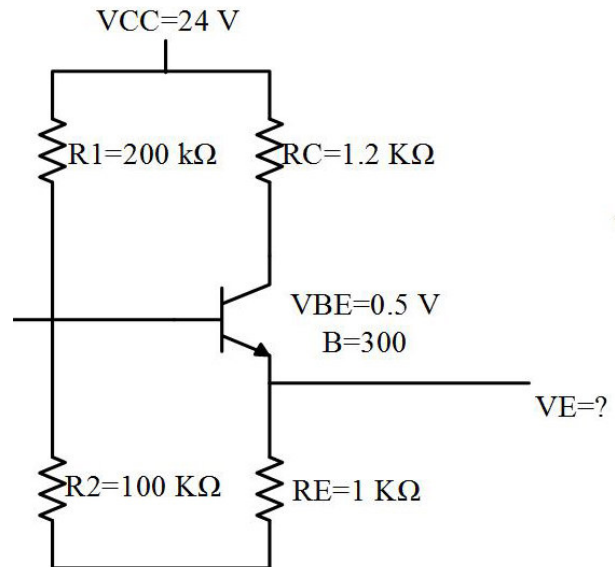 VCC=24 V
R1=200 kΩ
RC=1.2 KΩ
VBE=0.5 V
B=300
VE=?
R2=100 KΩ
RE=1 KΩ